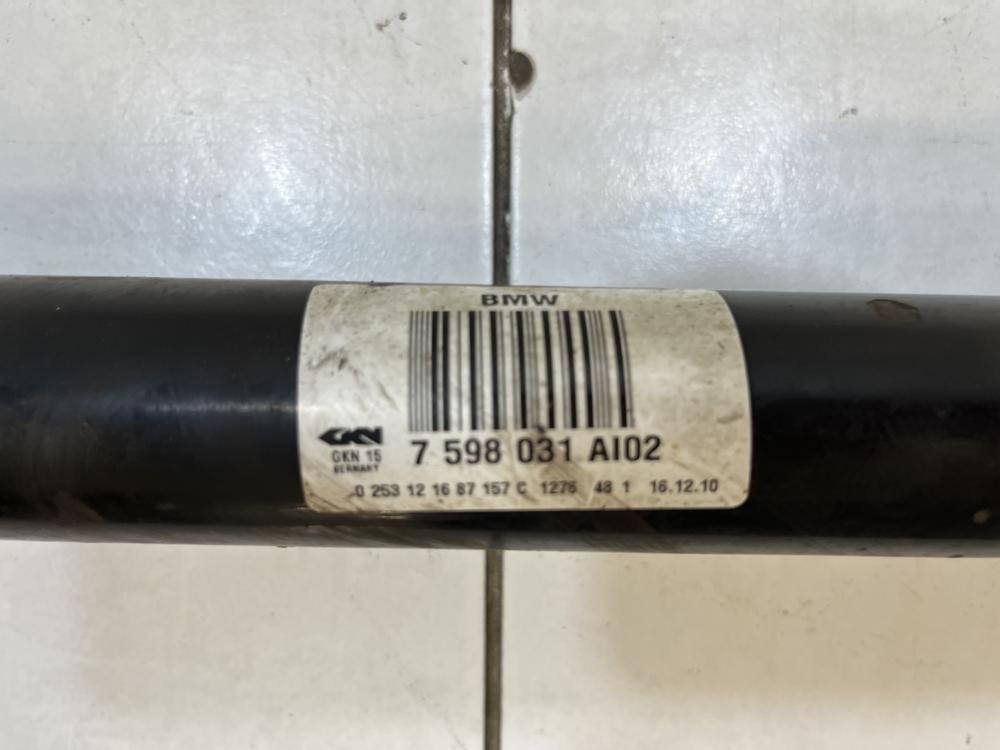 BMW
GKN
7 598 031 AI02
GKN 15
GERMANY
0 253 12 16 87 157 C 1276 48 1 16.12.10